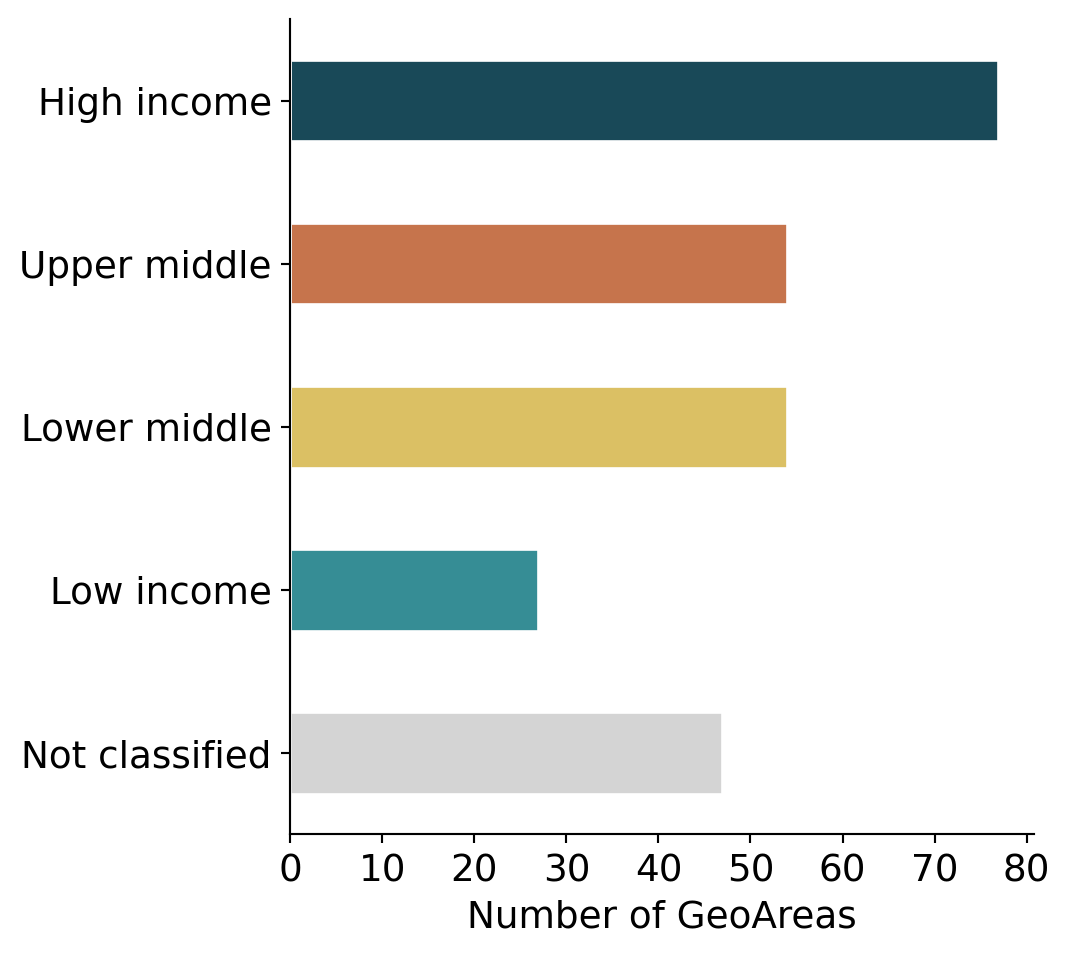 High income
Upper middle
Lower middle
Low income
Not classified
0 10 20 30 40 50 60 70 80
Number of GeoAreas